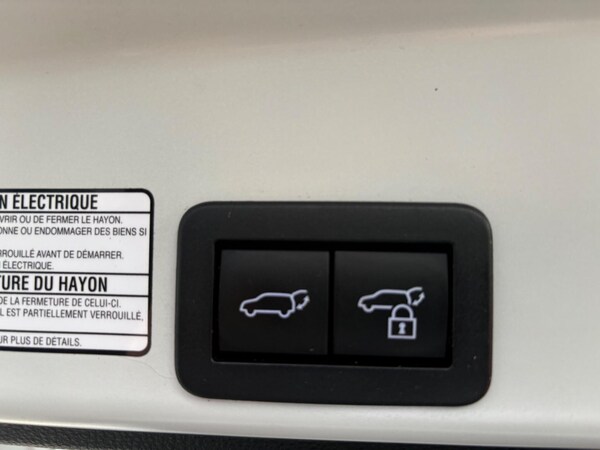 N ÉLECTRIQUE
VRIR OU DE FERMER LE HAYON.
ONNE OU ENDOMMAGER DES BIENS SI
RROUILLÉ AVANT DE DÉMARRER.
ÉLECTRIQUE.
TURE DU HAYON
DE LA FERMETURE DE CELUI-CI.
L EST PARTIELLEMENT VERROUILLÉ.
UR PLUS DE DÉTAILS.